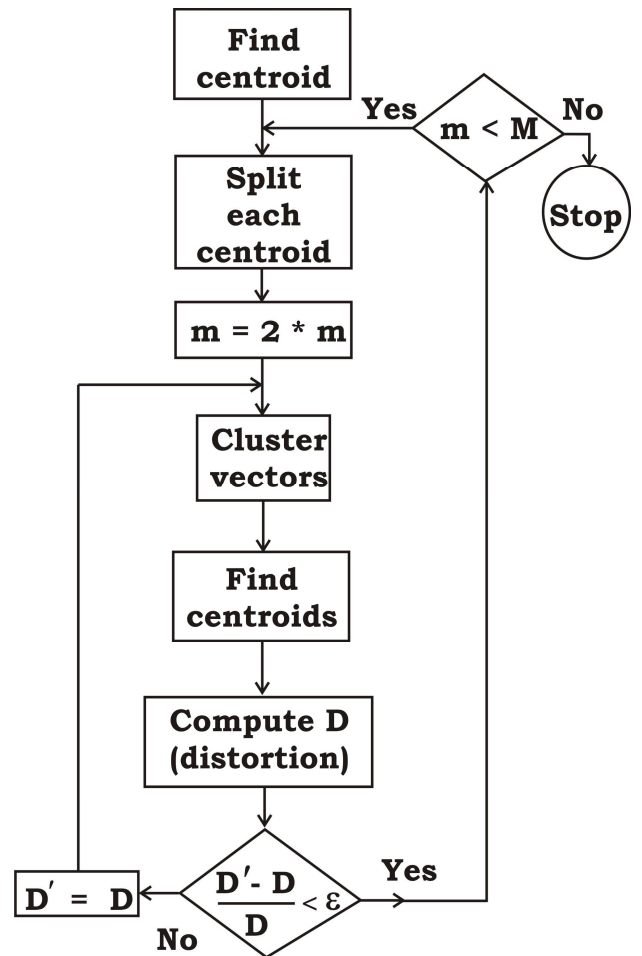 Find
centroid
Yes
m < M
No
Stop
Split
each
centroid
m = 2 * m
Cluster
vectors
Find
centroids
Compute D
(distortion)
D′ - D
D
< ε
Yes
No
D′ = D